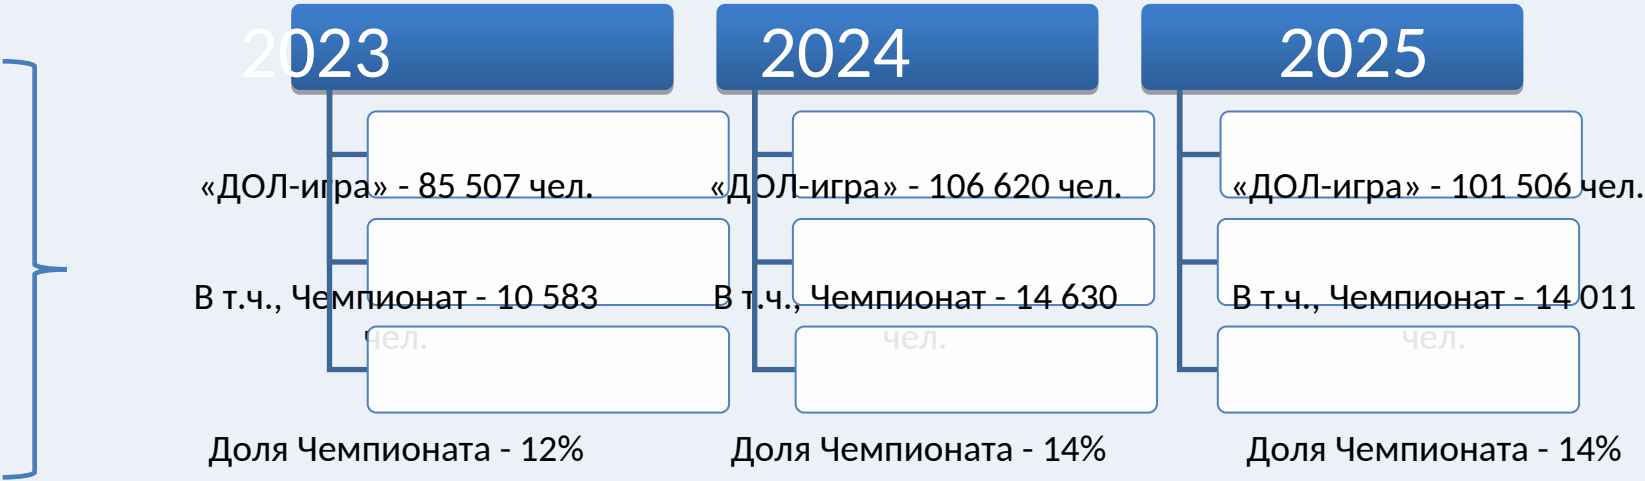 2023
«ДОЛ-игра» - 85 507 чел.
В т.ч., Чемпионат - 10 583
чел.
Доля Чемпионата - 12%
2024
«ДОЛ-игра» - 106 620 чел.
В т.ч., Чемпионат - 14 630
чел.
Доля Чемпионата - 14%
2025
«ДОЛ-игра» - 101 506 чел.
В т.ч., Чемпионат - 14 011
чел.
Доля Чемпионата - 14%